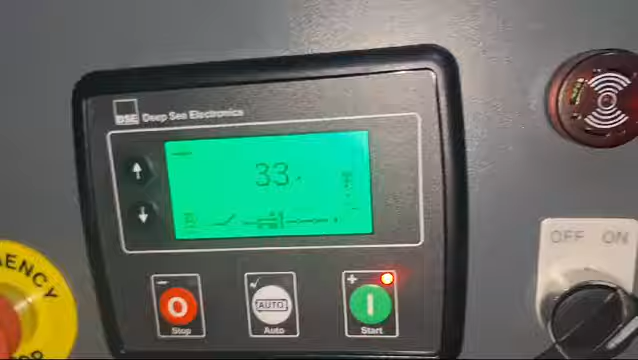 DSE Deep Sea Electronics
33
OFF ON
ENCY
AUTO
Stop
Auto
Start